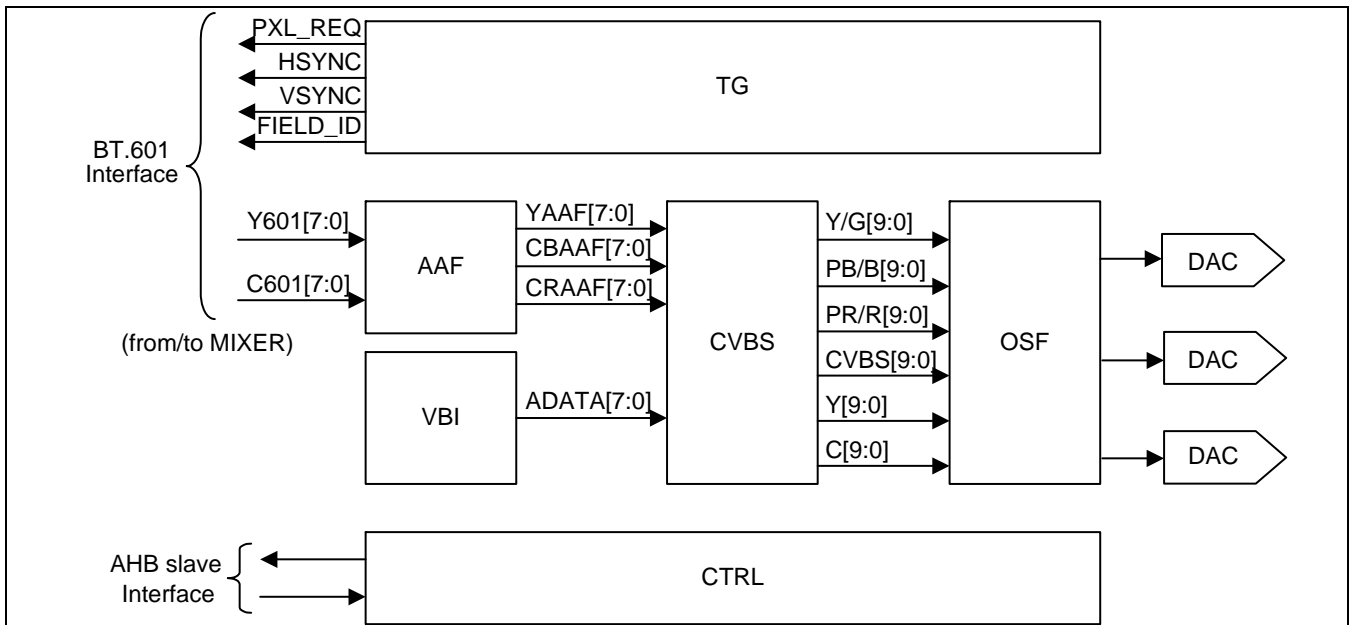 PXL_REQ
HSYNC
VSYNC
FIELD_ID
TG
BT.601
Interface
Y601[7:0]
C601[7:0]
(from/to MIXER)
AAF
YAAF[7:0]
CBAAF[7:0]
CRAAF[7:0]
VBI
ADATA[7:0]
CVBS
Y/G[9:0]
PB/B[9:0]
PR/R[9:0]
CVBS[9:0]
Y[9:0]
C[9:0]
OSF
DAC
DAC
DAC
AHB slave
Interface
CTRL